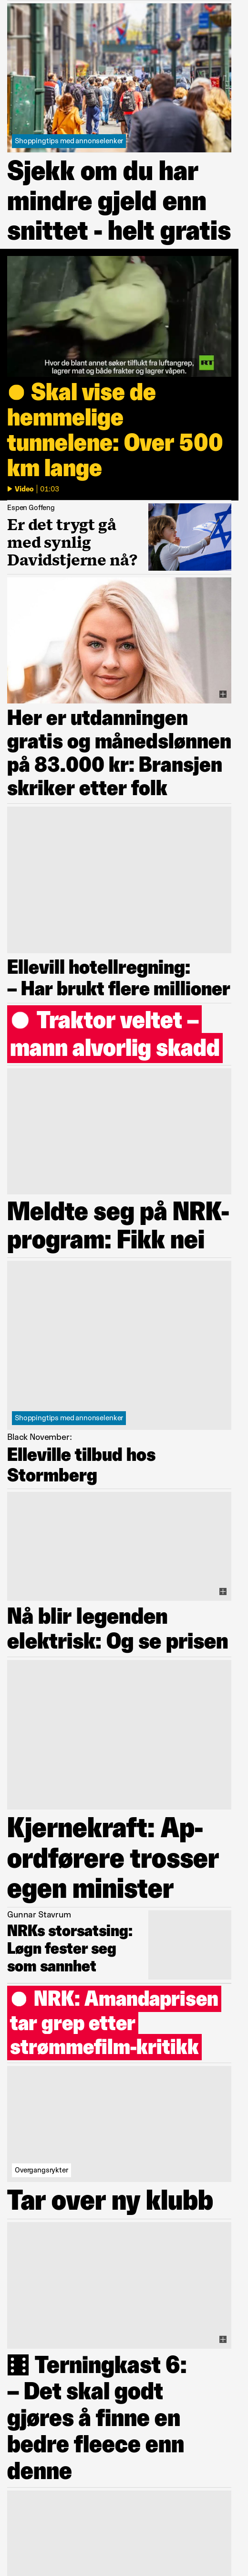 Shoppingtips med annonselenker
Sjekk om du har
mindre gjeld enn
snittet - helt gratis
Hvor de blant annet søker tilflukt fra luftangrep,
lagrer mat og både frakter og lagrer våpen.
RT
Skal vise de
hemmelige
tunnelene: Over 500
km lange
Video | 01:03
Espen Goffeng
Er det trygt gå
med synlig
Davidstjerne nå?
Her er utdanningen
gratis og månedslønnen
på 83.000 kr: Bransjen
skriker etter folk
Ellevill hotellregning:
– Har brukt flere millioner
Traktor veltet –
mann alvorlig skadd
Meldte seg på NRK-
program: Fikk nei
Shoppingtips med annonselenker
Black November:
Elleville tilbud hos
Stormberg
Nå blir legenden
elektrisk: Og se prisen
Kjernekraft: Ap-
ordførere trosser
egen minister
Gunnar Stavrum
NRKs storsatsing:
Løgn fester seg
som sannhet
NRK: Amandaprisen
tar grep etter
strømmefilm-kritikk
Overgangsrykter
Tar over ny klubb
Terningkast 6:
– Det skal godt
gjøres å finne en
bedre fleece enn
denne